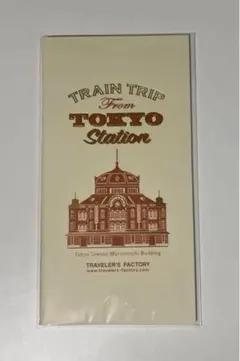 TRAIN TRIP
From
TOKYO
Station
Tokyo Station Marunouchi Building
TRAVELER'S FACTORY
www.travelers-factory.com